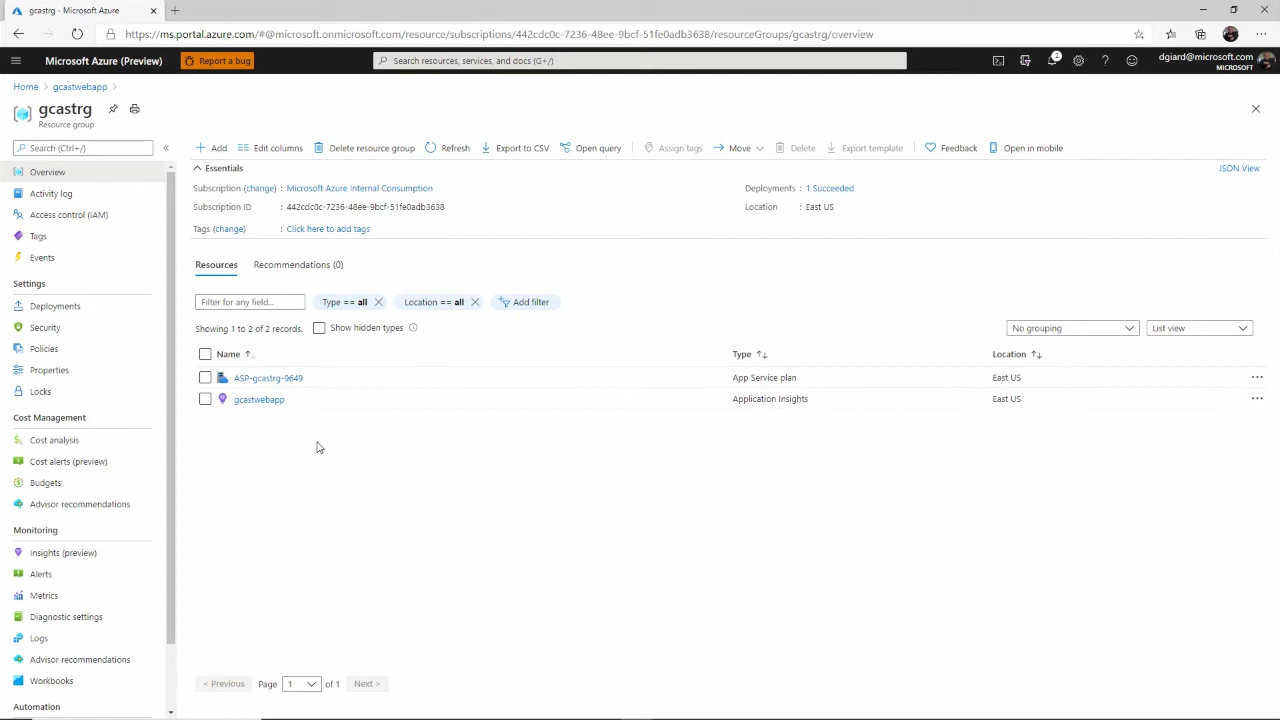 gcastrg - Microsoft Azure
https://ms.portal.azure.com/#@microsoft.onmicrosoft.com/resource/subscriptions/442cdc0c-7236-48ee-9bcf-51fe0adb3638/resourceGroups/gcastrg/overview
Microsoft Azure (Preview)
Report a bug
Search resources, services, and docs (G+/)
2
dgiard@microsoft.com
MICROSOFT
Home > gcastwebapp >
gcastrg
Resource group
Search (Ctrl+/)
«
Overview
Activity log
Access control (IAM)
Tags
Events
Settings
Deployments
Security
Policies
Properties
Locks
Cost Management
Cost analysis
Cost alerts (preview)
Budgets
Advisor recommendations
Monitoring
Insights (preview)
Alerts
Metrics
Diagnostic settings
Logs
Advisor recommendations
Workbooks
Automation
Add Edit columns Delete resource group Refresh Export to CSV Open query Assign tags Move Delete Export template Feedback Open in mobile
Essentials
JSON View
Subscription (change) : Microsoft Azure Internal Consumption
Deployments : 1 Succeeded
Subscription ID : 442cdc0c-7236-48ee-9bcf-51fe0adb3638
Location : East US
Tags (change) : Click here to add tags
Resources Recommendations (0)
Filter for any field... Type == all Location == all Add filter
Showing 1 to 2 of 2 records. Show hidden types
No grouping List view
Name Type Location
ASP-gcastrg-9649 App Service plan East US
gcastwebapp Application Insights East US
< Previous Page 1 of 1 Next >